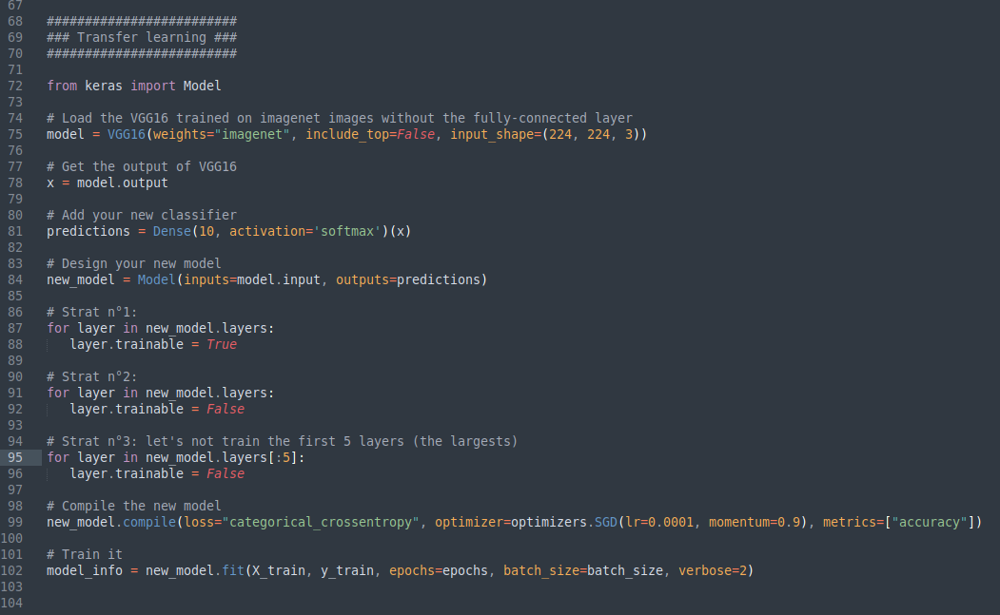 67
68 #########################
69 ### Transfer learning ###
70 #########################
71
72 from keras import Model
73
74 # Load the VGG16 trained on imagenet images without the fully-connected layer
75 model = VGG16(weights="imagenet", include_top=False, input_shape=(224, 224, 3))
76
77 # Get the output of VGG16
78 x = model.output
79
80 # Add your new classifier
81 predictions = Dense(10, activation='softmax')(x)
82
83 # Design your new model
84 new_model = Model(inputs=model.input, outputs=predictions)
85
86 # Strat n°1:
87 for layer in new_model.layers:
88    layer.trainable = True
89
90 # Strat n°2:
91 for layer in new_model.layers:
92    layer.trainable = False
93
94 # Strat n°3: let's not train the first 5 layers (the largests)
95 for layer in new_model.layers[:5]:
96    layer.trainable = False
97
98 # Compile the new model
99 new_model.compile(loss="categorical_crossentropy", optimizer=optimizers.SGD(lr=0.0001, momentum=0.9), metrics=["accuracy"])
100
101 # Train it
102 model_info = new_model.fit(X_train, y_train, epochs=epochs, batch_size=batch_size, verbose=2)
103
104